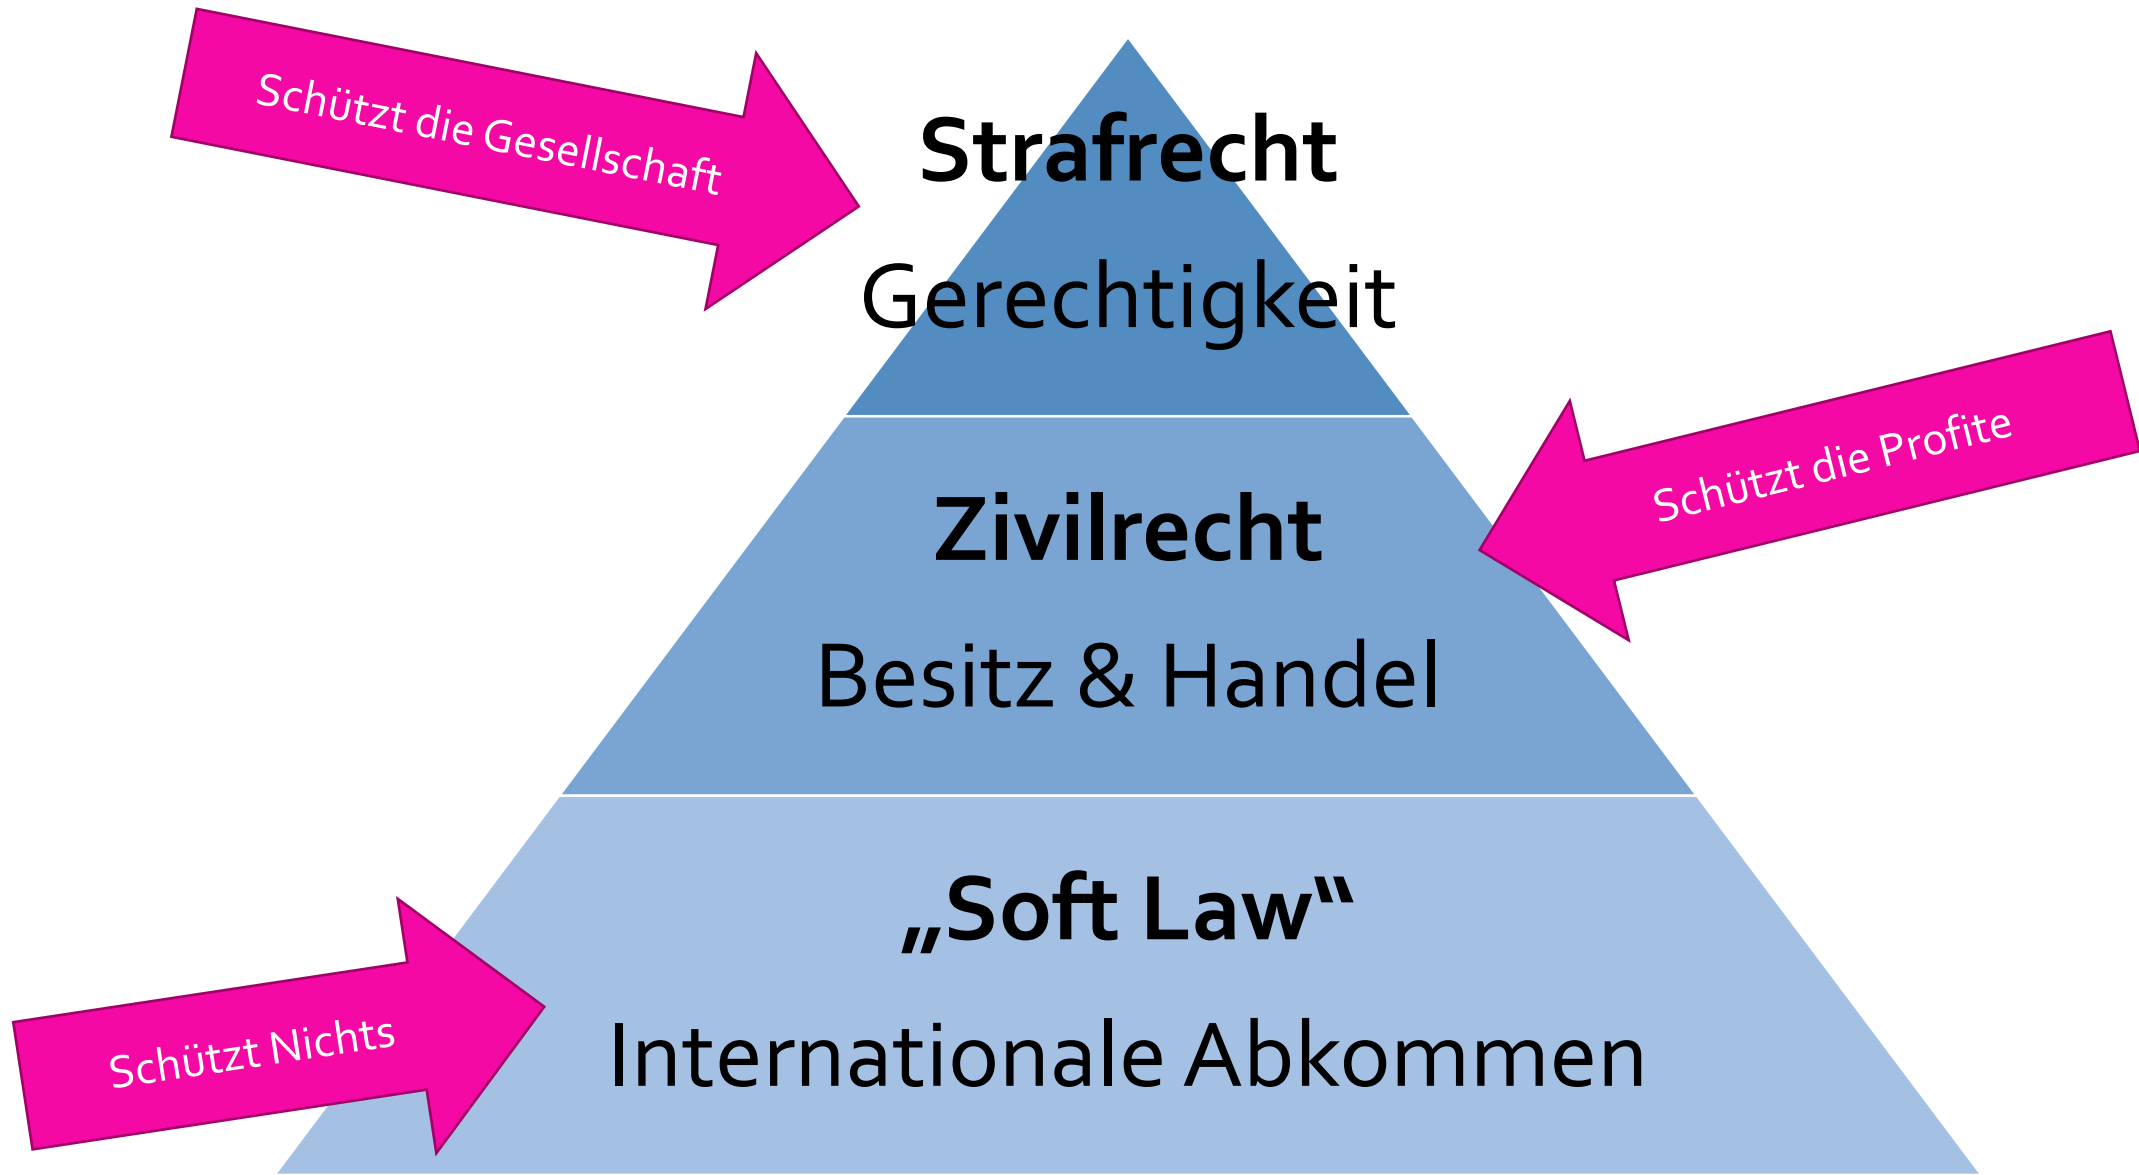 Schützt die Gesellschaft
Strafrecht
Gerechtigkeit
Schützt die Profite
Zivilrecht
Besitz & Handel
„Soft Law“
Internationale Abkommen
Schützt Nichts